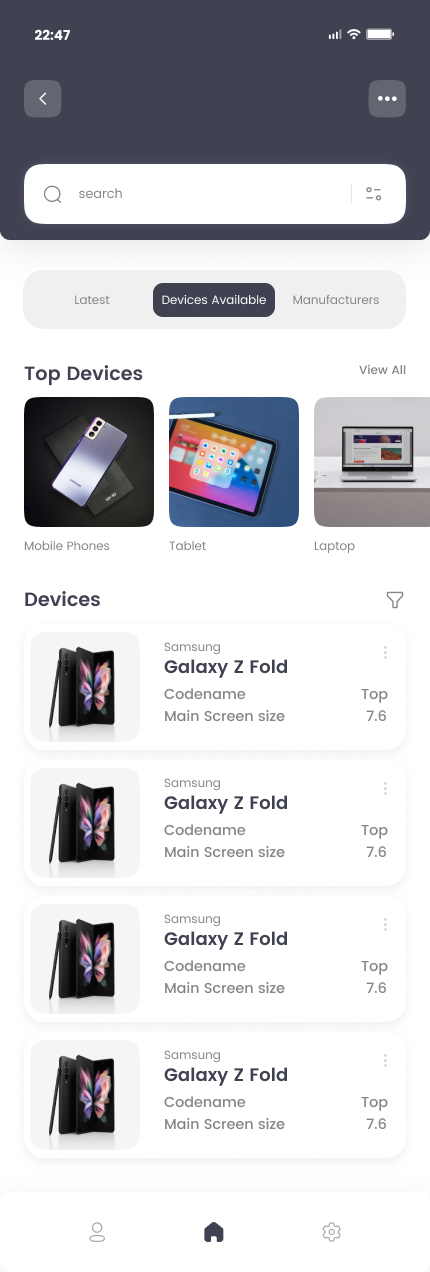 22:47
search
Latest
Devices Available
Manufacturers
Top Devices
View All
Mobile Phones
Tablet
Laptop
Devices
Samsung
Galaxy Z Fold
Codename Top
Main Screen size 7.6
Samsung
Galaxy Z Fold
Codename Top
Main Screen size 7.6
Samsung
Galaxy Z Fold
Codename Top
Main Screen size 7.6
Samsung
Galaxy Z Fold
Codename Top
Main Screen size 7.6